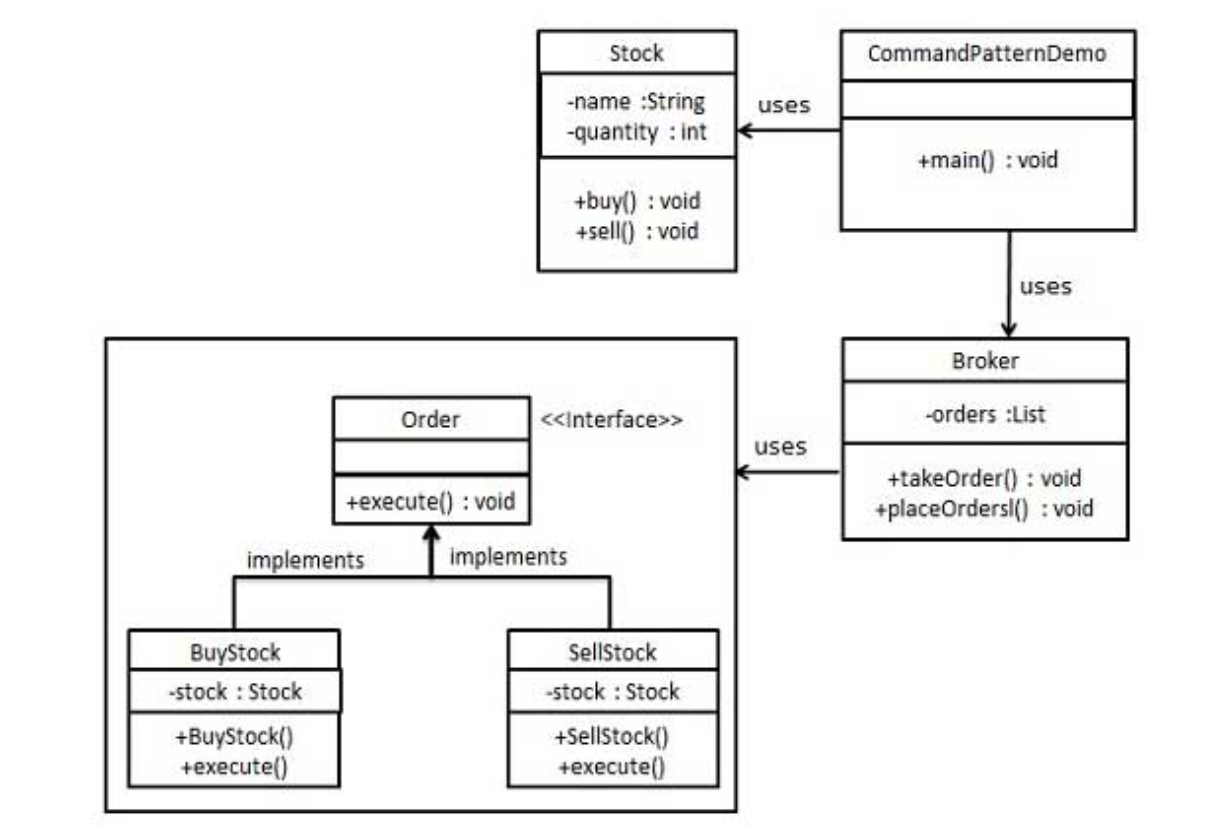 Stock
-name :String
-quantity : int
+buy() : void
+sell() : void
uses
CommandPatternDemo
+main() : void
uses
Broker
-orders :List
+takeOrder() : void
+placeOrdersl() : void
uses
Order
<<Interface>>
+execute() : void
implements
implements
BuyStock
-stock : Stock
+BuyStock()
+execute()
SellStock
-stock : Stock
+SellStock()
+execute()